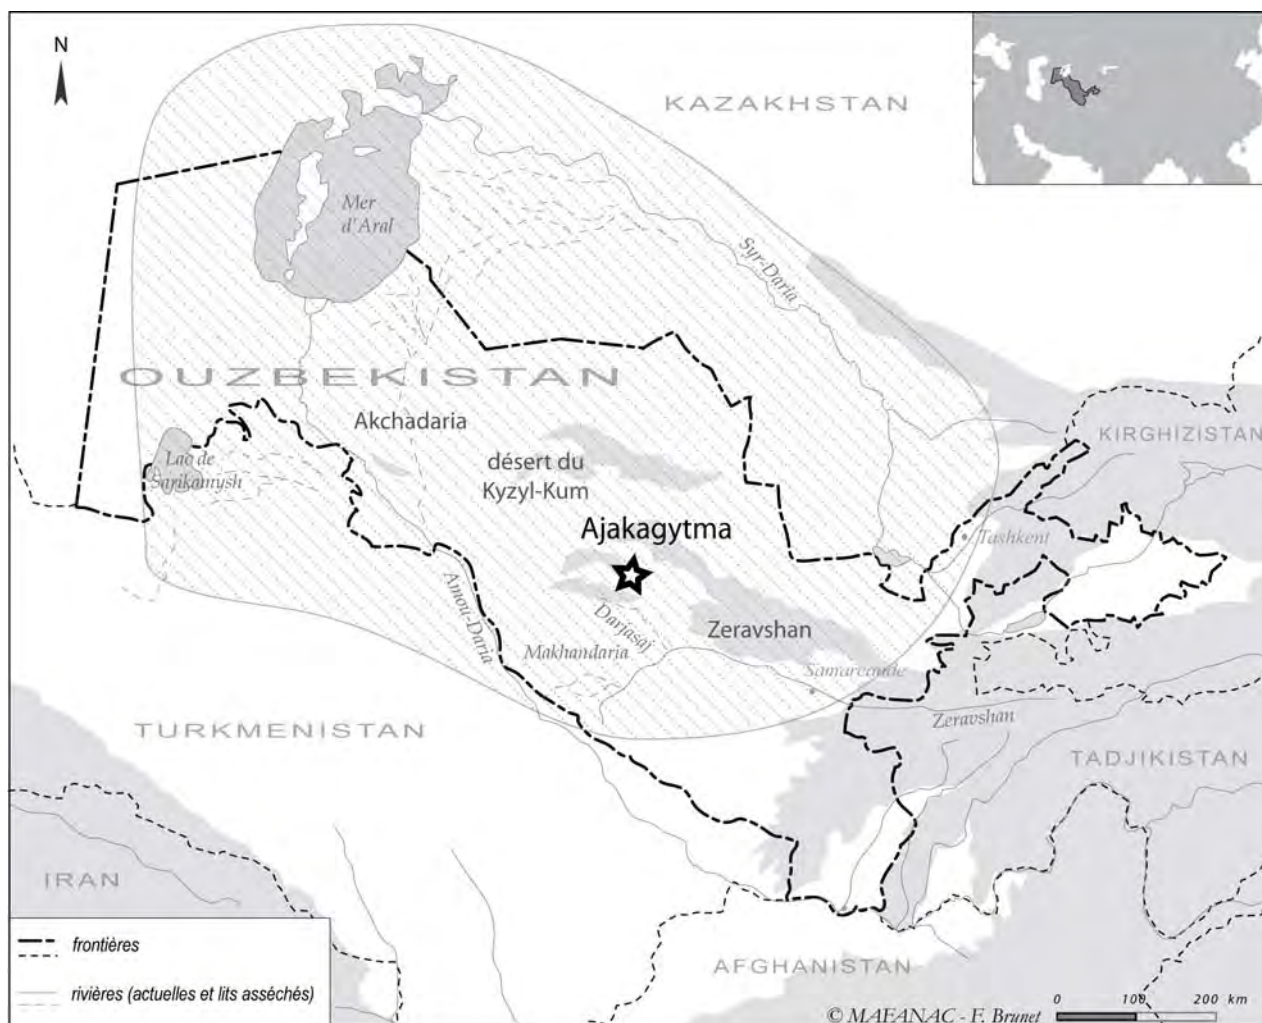 N
KAZAKHSTAN
Mer
d'Aral
Syr-Daria
OUZBEKISTAN
Akchadaria
KIRGHIZISTAN
Lac de
Sarikamysh
désert du
Kyzyl-Kum
Ajakagytma
Tashkent
Amou-Daria
Darjasaj
Zeravshan
Makhandaria
Samarcande
Zeravshan
TURKMENISTAN
TADJIKISTAN
IRAN
frontières
AFGHANISTAN
rivières (actuelles et lits asséchés)
0 100 200 km
© MAFANAC - F. Brunet